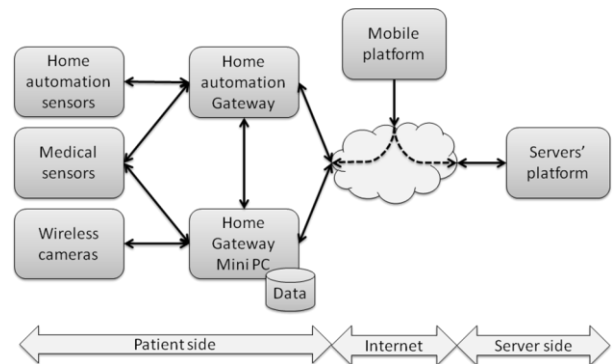 Home
automation
sensors
Home
automation
Gateway
Mobile
platform
Medical
sensors
Servers'
platform
Wireless
cameras
Home
Gateway
Mini PC
Data
Patient side
Internet
Server side